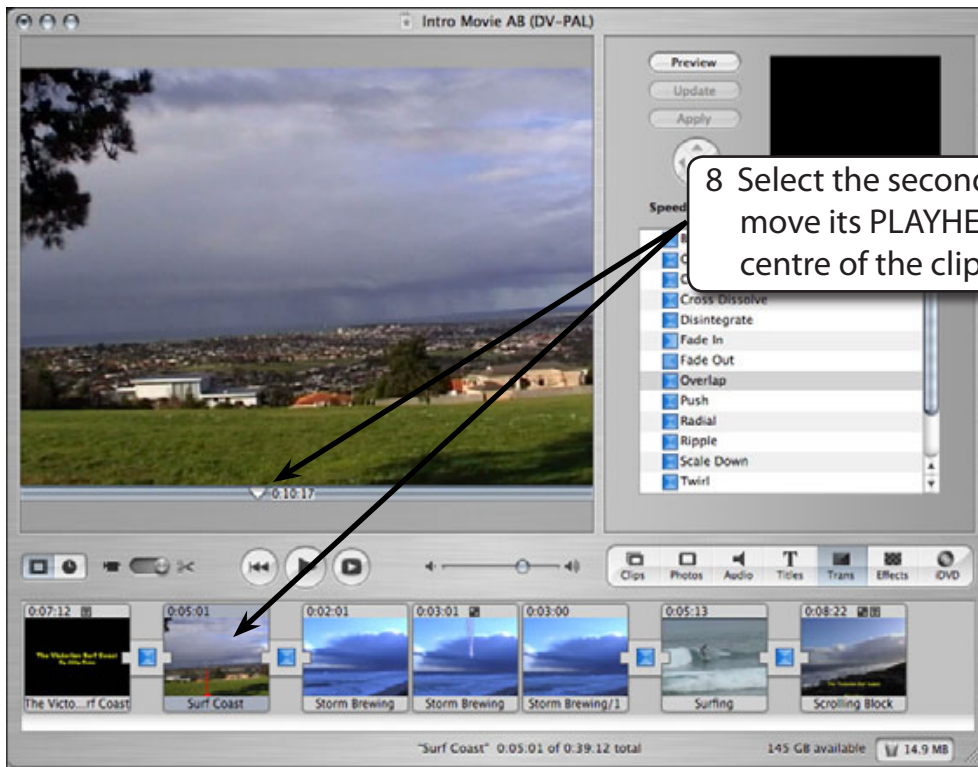 Intro Movie AB (DV-PAL)
Preview
Update
Apply
8 Select the second
move its PLAYHE
centre of the clip
Speed
Cross Dissolve
Disintegrate
Fade In
Fade Out
Overlap
Push
Radial
Ripple
Scale Down
Twirl
0:10:17
Clips Photos Audio Titles Trans Effects iDVD
0:07:12 0:05:01 0:02:01 0:03:01 0:03:00 0:05:13 0:08:22
The Victorian Surf Coast
The Victo...rf Coast Surf Coast Storm Brewing Storm Brewing Storm Brewing/1 Surfing Scrolling Block
"Surf Coast" 0:05:01 of 0:39:12 total 145 GB available 14.9 MB